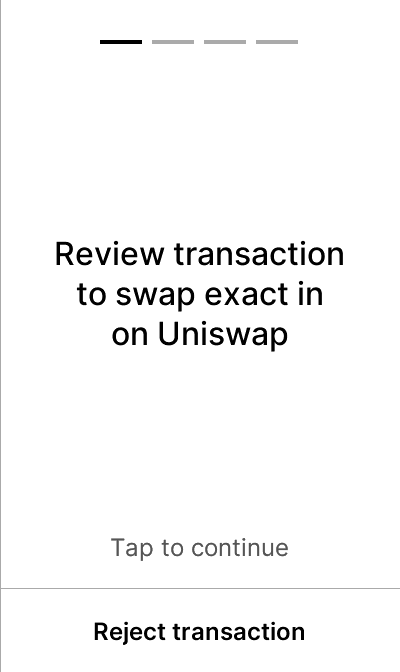 Review transaction
to swap exact in
on Uniswap
Tap to continue
Reject transaction